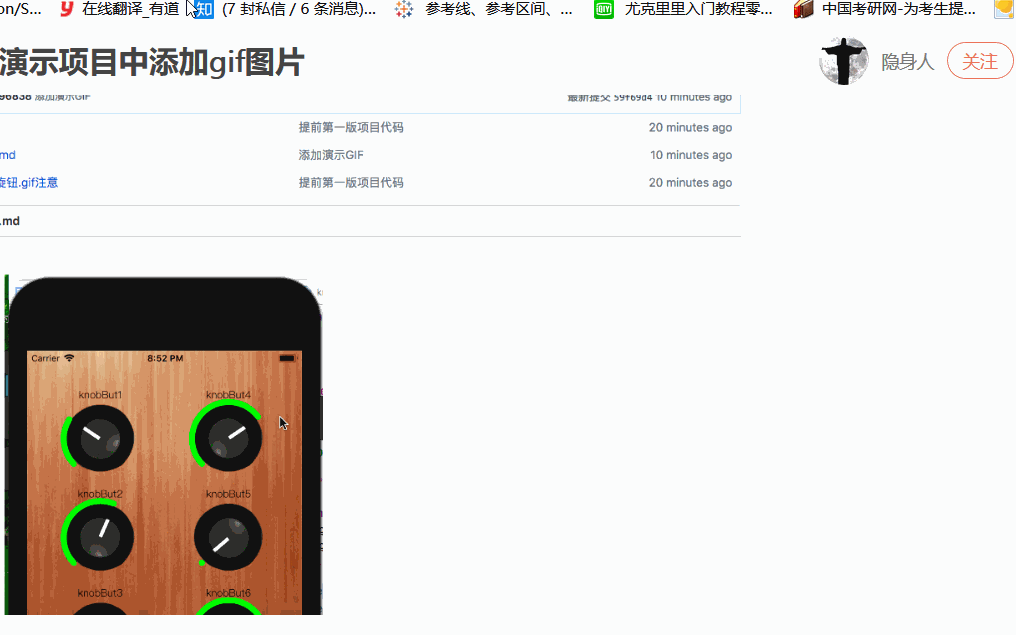 on/S... 在线翻译_有道 知 (7 封私信 / 6 条消息)... 参考线、参考区间、... QIY 尤克里里入门教程零... 中国考研网-为考生提...
演示项目中添加gif图片 隐身人 关注
96838 添加演示GIF 最新提交 59f69d4 10 minutes ago
提前第一版项目代码 20 minutes ago
md 添加演示GIF 10 minutes ago
旋钮.gif注意 提前第一版项目代码 20 minutes ago
.md
Carrier 8:52 PM
knobBut1 knobBut4
knobBut2 knobBut5
knobBut3 knobBut6